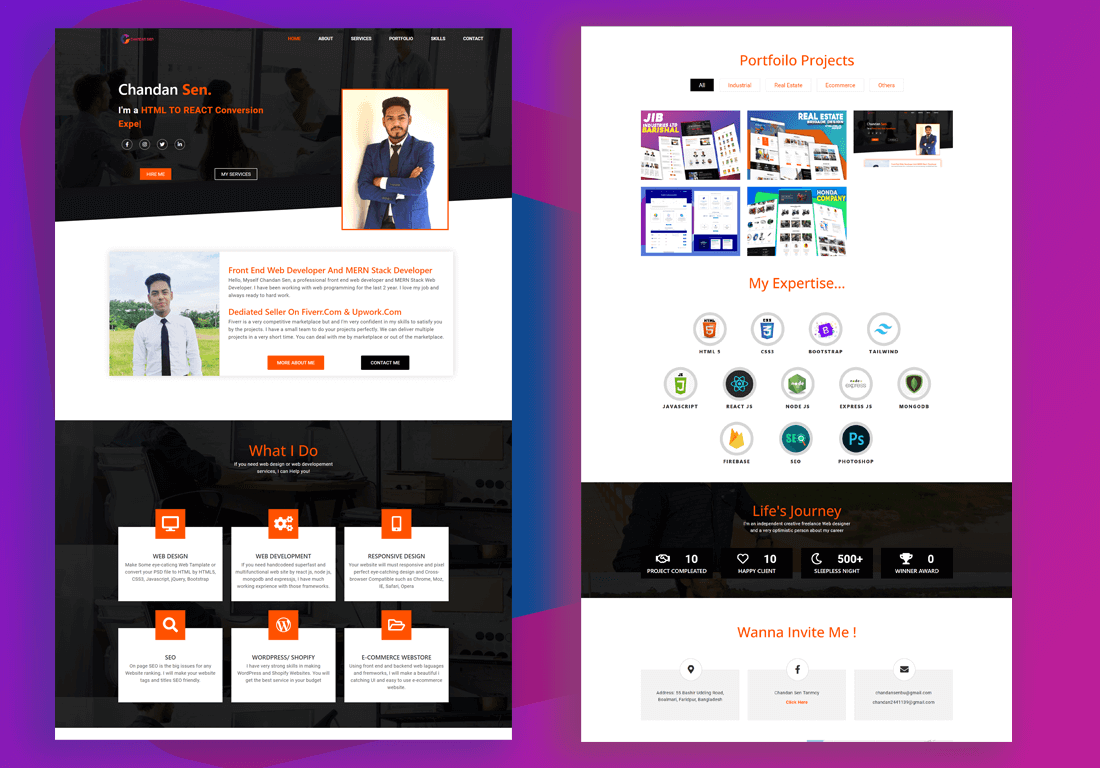 HOME ABOUT SERVICES PORTFOLIO SKILLS CONTACT
Chandan Sen.
I'm a HTML TO REACT Conversion
Expe|
HIRE ME MY SERVICES
Front End Web Developer And MERN Stack Developer
Hello, Myself Chandan Sen, a professional front end web developer and MERN Stack Web
Developer. I have been working with web programming for the last 2 year. I love my job and
always ready to hard work.
Dediated Seller On Fiverr.Com & Upwork.Com
Fiverr is a very competitive marketplace but and I'm very confident in my skills to satisfy you
by the projects. I have a small team to do your projects perfectly. We can deliver multiple
projects in a very short time. You can deal with me by marketplace or out of the marketplace.
MORE ABOUT ME CONTACT ME
What I Do
If you need web design or web developement
services, I can Help you!
WEB DESIGN
Make Some eye-caticng Web Tamplate or
convert your PSD file to HTML by HTML5,
CSS3, Javascript, jQuery, Bootstrap
WEB DEVELOPMENT
If you need handcodeed superfast and
multifunctional web site by react js, node js,
mongodb and expressjs, I have much
working exprience with those framworks
RESPONSIVE DESIGN
Your website will must responsive and pixel
perfect eye-catching design and Cross-
browser Compatible such as Chrome, Moz,
IE, Safari, Opera.
SEO
On page SEO is the big issues for any
Website ranking. I will make your website
tags and titles SEO friendly.
WORDPRESS/ SHOPIFY
I have very strong skills in making
WordPress and Shopify Websites. You will
get the best service in your budget
E-COMMERCE WEBSTORE
Using front end and backend web laguages
and framworks, I will make a beautiful i
catching UI and easy to use e-ecommerce
website.
Portfoilo Projects
All Industrial Real Estate Ecommerce Others
JIB
INDUSTRIES LTD
BARISHAL
REAL ESTATE
Chandan Sen.
HONDA
COMPANY
My Expertise...
HTML 5 CSS3 BOOTSTRAP TAILWIND
JAVASCRIPT REACT JS NODE JS EXPRESS JS MONGODB
FIREBASE SEO PHOTOSHOP
Life's Journey
I'm an independent creative freelance Web designer
and a very optimistic person about my career
10
PROJECT COMPLEATED
10
HAPPY CLIENT
500+
SLEEPLESS NIGHT
0
WINNER AWARD
Wanna Invite Me !
Boalmari, Faridpur, Bangladesh
Chandan Sen Tanmoy
Click Here
chandansenbu@gmail.com